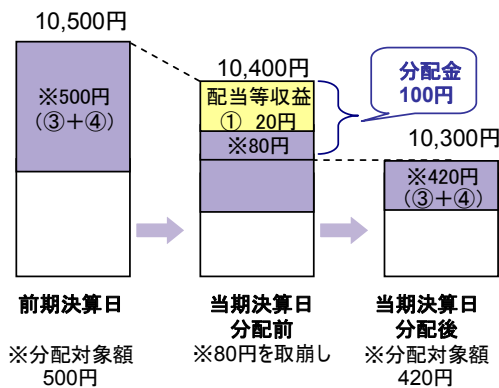 10,500円
※500円
(③+④)
10,400円
配当等収益
① 20円
※80円
分配金
100円
10,300円
※420円
(③+④)
前期決算日
※分配対象額
500円
当期決算日
分配前
※80円を取崩し
当期決算日
分配後
※分配対象額
420円